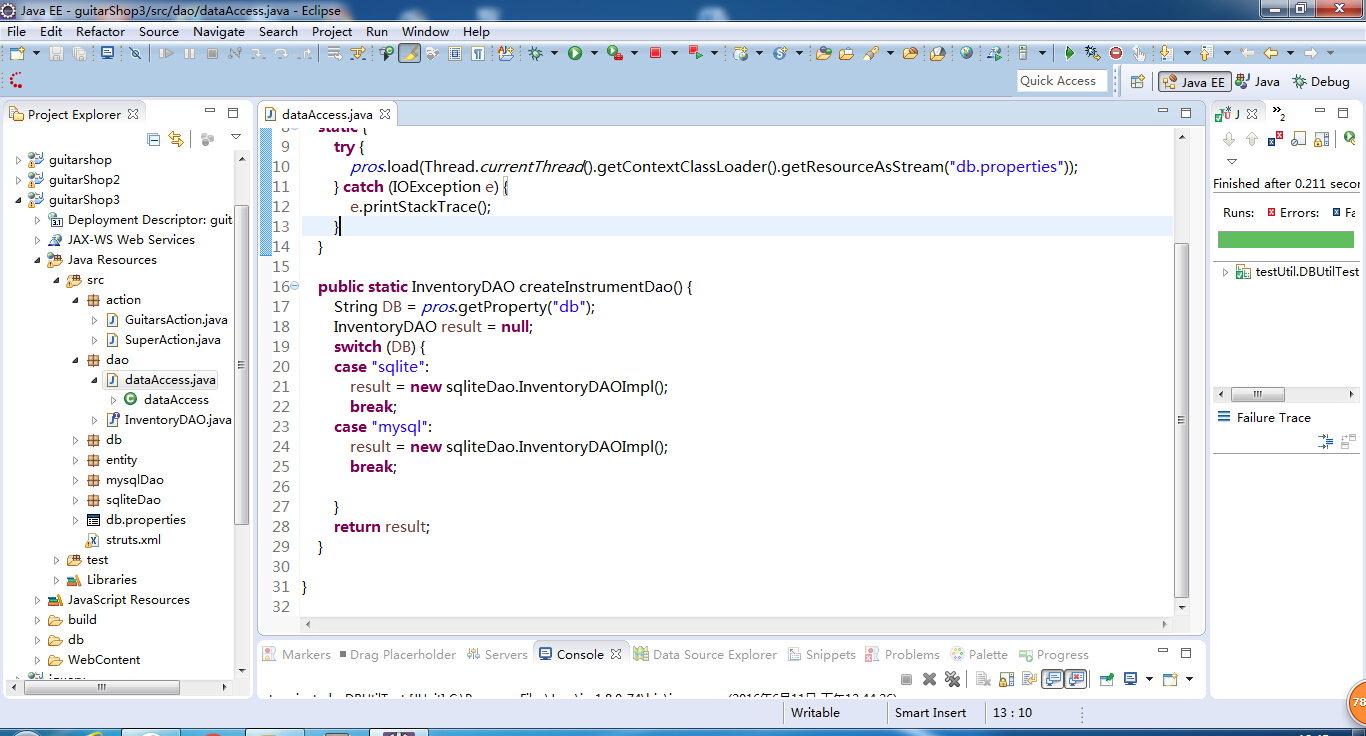 Java EE - guitarShop3/src/dao/dataAccess.java - Eclipse
File Edit Refactor Source Navigate Search Project Run Window Help
Quick Access
Java EE
Java
Debug
Project Explorer
guitarshop
guitarShop2
guitarShop3
Deployment Descriptor: guit
JAX-WS Web Services
Java Resources
src
action
GuitarsAction.java
SuperAction.java
dao
dataAccess.java
dataAccess
InventoryDAO.java
db
entity
mysqlDao
sqliteDao
db.properties
struts.xml
test
Libraries
JavaScript Resources
build
db
WebContent
dataAccess.java
8 static {
9 try {
10 pros.load(Thread.currentThread().getContextClassLoader().getResourceAsStream("db.properties"));
11 } catch (IOException e) {
12 e.printStackTrace();
13 }
14 }
15
16 public static InventoryDAO createInstrumentDao() {
17 String DB = pros.getProperty("db");
18 InventoryDAO result = null;
19 switch (DB) {
20 case "sqlite":
21 result = new sqliteDao.InventoryDAOImpl();
22 break;
23 case "mysql":
24 result = new sqliteDao.InventoryDAOImpl();
25 break;
26
27 }
28 return result;
29 }
30
31 }
32
J
2
Finished after 0.211 secor
Runs: Errors: Fa
testUtil.DBUtilTest
Failure Trace
Markers Drag Placeholder Servers Console Data Source Explorer Snippets Problems Palette Progress
Writable
Smart Insert
13 : 10
78